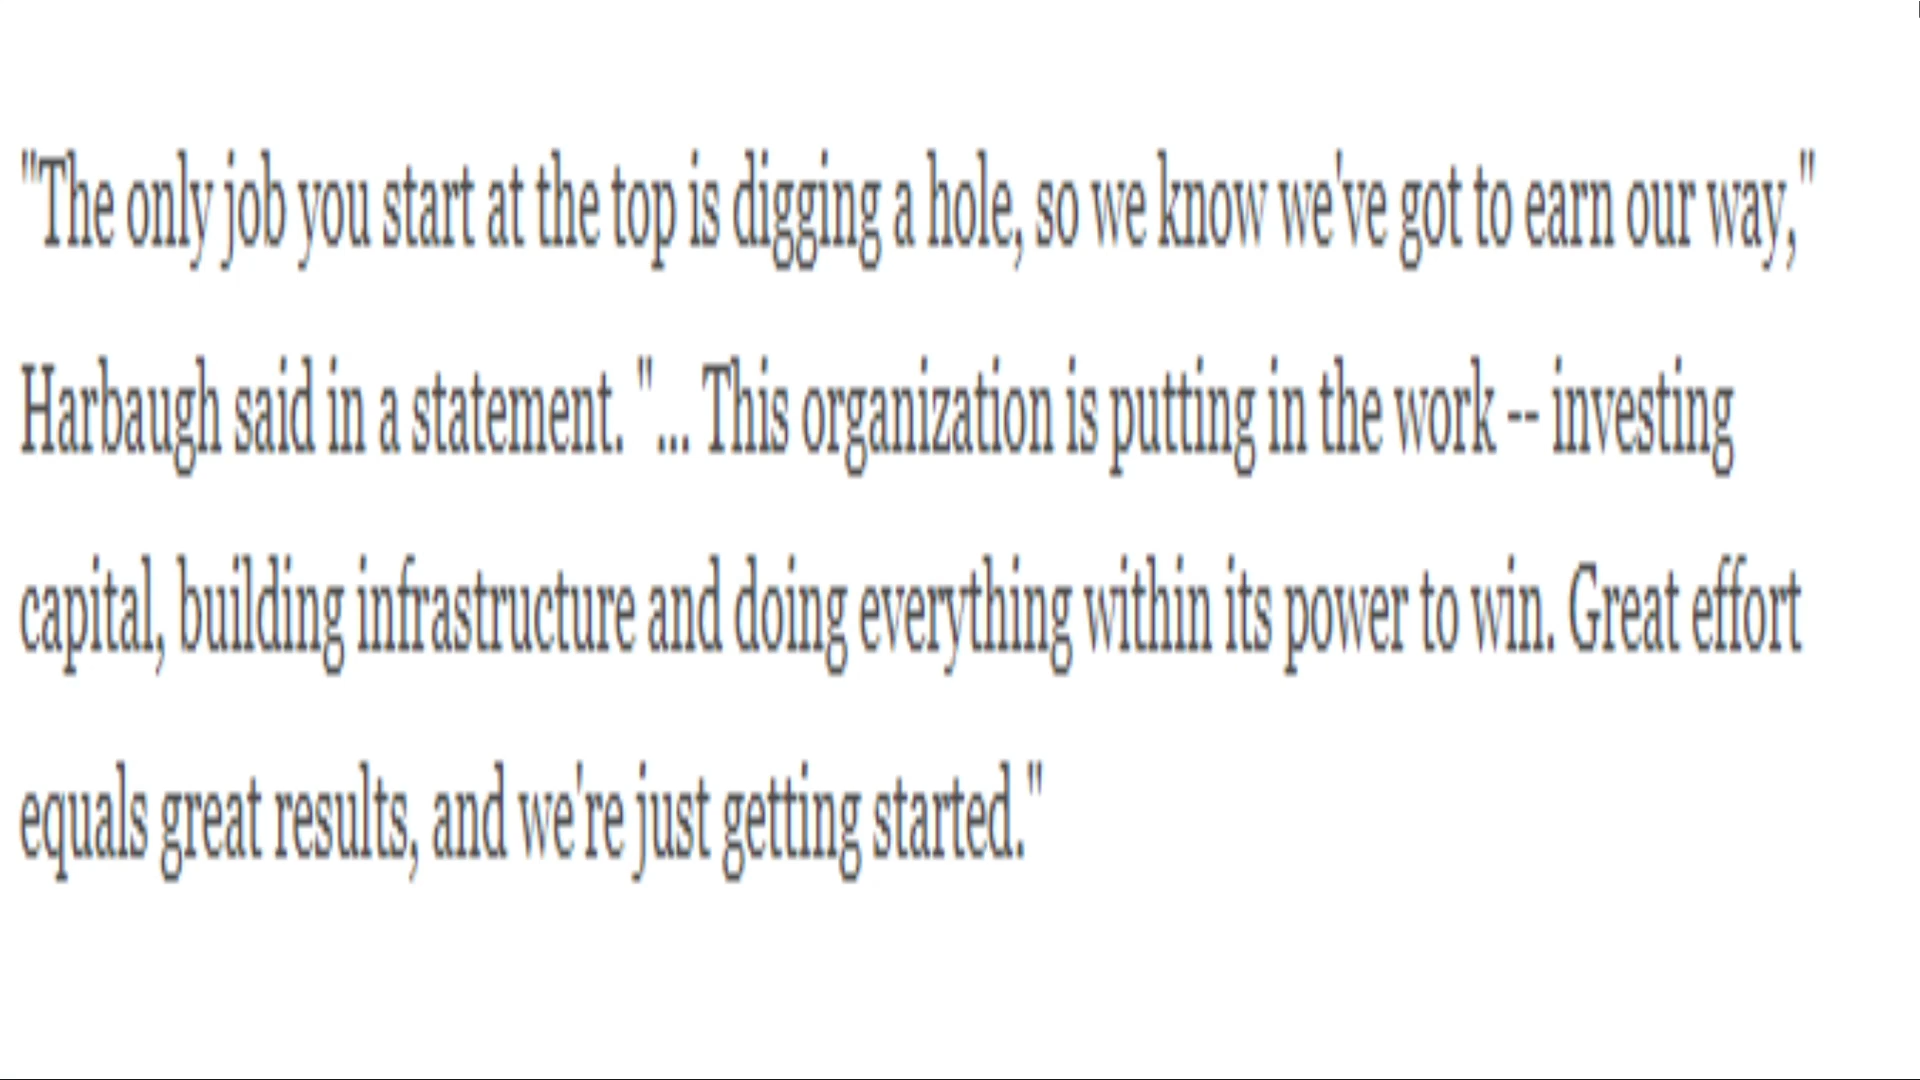 "The only job you start at the top is digging a hole, so we know we've got to earn our way,"
Harbaugh said in a statement. "... This organization is putting in the work -- investing
capital, building infrastructure and doing everything within its power to win. Great effort
equals great results, and we're just getting started."